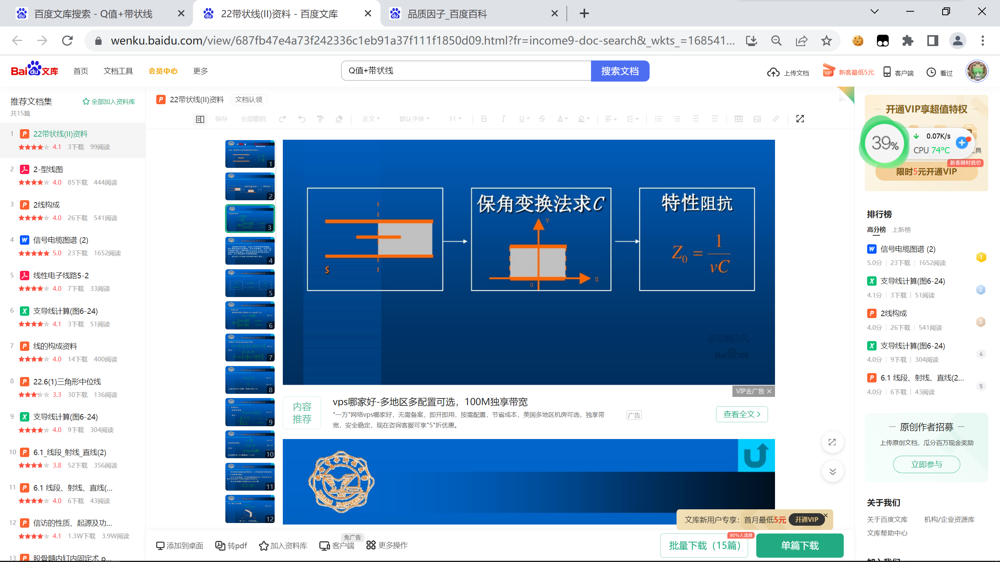 百度文库搜索 - Q值+带状线
22带状线(II)资料 - 百度文库
品质因子_百度百科
wenku.baidu.com/view/687fb47e4a73f242336c1eb91a37f111f1850d09.html?fr=income9-doc-search&_wkts_=168541...
Bai du 文库
首页
文档工具
会员中心
更多
Q值+带状线
搜索文档
上传文档
VIP
新客最低5元
客户端
看过
推荐文档集
全部加入资料库
共15篇
1
22带状线(II)资料
4.1 3下载 99阅读
2
2-型线图
4.0 85下载 444阅读
3
2线构成
4.0 26下载 541阅读
4
信号电缆图谱 (2)
5.0 23下载 1652阅读
5
线性电子线路5-2
4.0 7下载 33阅读
6
支导线计算(图6-24)
4.1 3下载 51阅读
7
线的构成资料
4.0 14下载 400阅读
8
22.6(1)三角形中位线
3.3 30下载 136阅读
9
支导线计算(图6-24)
4.0 9下载 304阅读
10
6.1_线段_射线_直线(2)
3.8 52下载 356阅读
11
6.1 线段、射线、直线(...
4.0 6下载 43阅读
12
信访的性质、起源及功...
4.1 1.3W下载 3.9W阅读
13
股骨髓内钉内固定术 p...
22带状线(II)资料
文档认领
保存
全部撤销
正文
默认字体
11
1
2
3
4
5
6
7
8
9
10
11
12
S
保角变换法求C
V
U
O
特性阻抗
Z0 = 1/vC
@亚娴汐凡
Bai du 文库
VIP去广告 ×
内容
推荐
vps哪家好-多地区多配置可选，100M独享带宽
"一万"网络vps哪家好，无需备案，即开即用，按需配置，节省成本，美国多地区机房可选，独享带
宽，安全稳定，现在咨询客服可享"5"折优惠。
广告
查看全文
文库新用户专享：首月最低5元
开通VIP
添加到桌面
转pdf
加入资料库
客户端
免广告
更多操作
90%人选择
批量下载（15篇）
单篇下载
开通VIP享超值特权
39%
0.07K/s
CPU 74℃
具
新客限时低价
限时5元开通VIP
排行榜
高分榜
上新榜
信号电缆图谱 (2)
5.0分 23下载 1652阅读
1
支导线计算(图6-24)
4.1分 3下载 51阅读
2
2线构成
4.0分 26下载 541阅读
3
支导线计算(图6-24)
4.0分 9下载 304阅读
4
6.1 线段、射线、直线(2...
4.0分 6下载 43阅读
5
原创作者招募
上传原创文档，瓜分百万现金奖励
立即参与
关于我们
关于百度文库
机构/企业资源库
文库帮助中心
加入我们